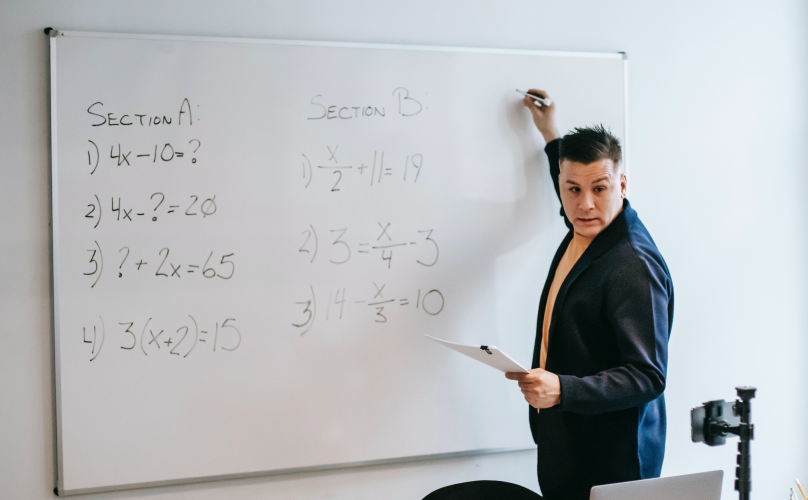 SECTION A:
1) 4x-10=?
2) 4x-?=20
3) ?+2x=65
4) 3(x+2)=15
SECTION B:
1) x/2+11=19
2) 3=x/4-3
3) 14-x/3=10